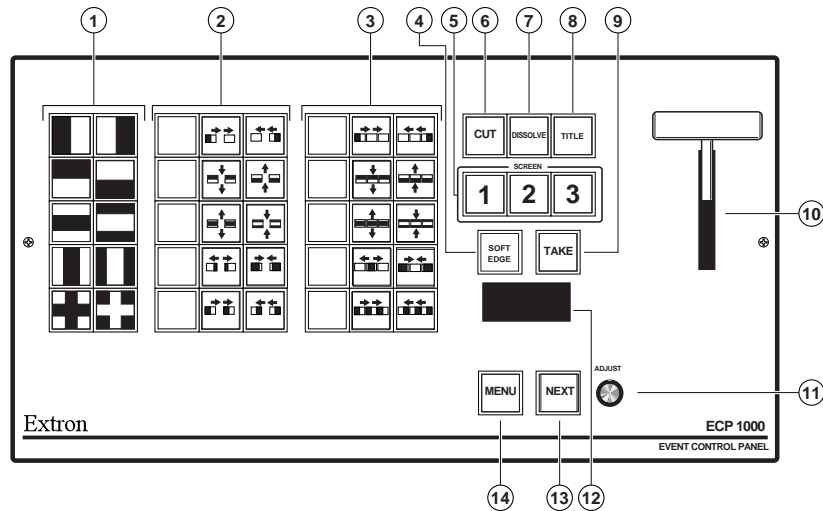 1 2 3 4 5 6 7 8 9
CUT DISSOLVE TITLE
SCREEN
1 2 3
SOFT EDGE TAKE
10
ADJUST
MENU NEXT
11
Extron
ECP 1000
EVENT CONTROL PANEL
14 13 12